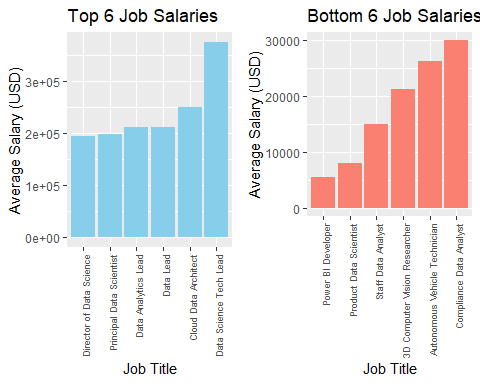 Top 6 Job Salaries
Average Salary (USD)
3e+05
2e+05
1e+05
0e+00
Director of Data Science
Principal Data Scientist
Data Analytics Lead
Data Lead
Cloud Data Architect
Data Science Tech Lead
Job Title
Bottom 6 Job Salaries
Average Salary (USD)
30000
20000
10000
0
Power BI Developer
Product Data Scientist
Staff Data Analyst
3D Computer Vision Researcher
Autonomous Vehicle Technician
Compliance Data Analyst
Job Title